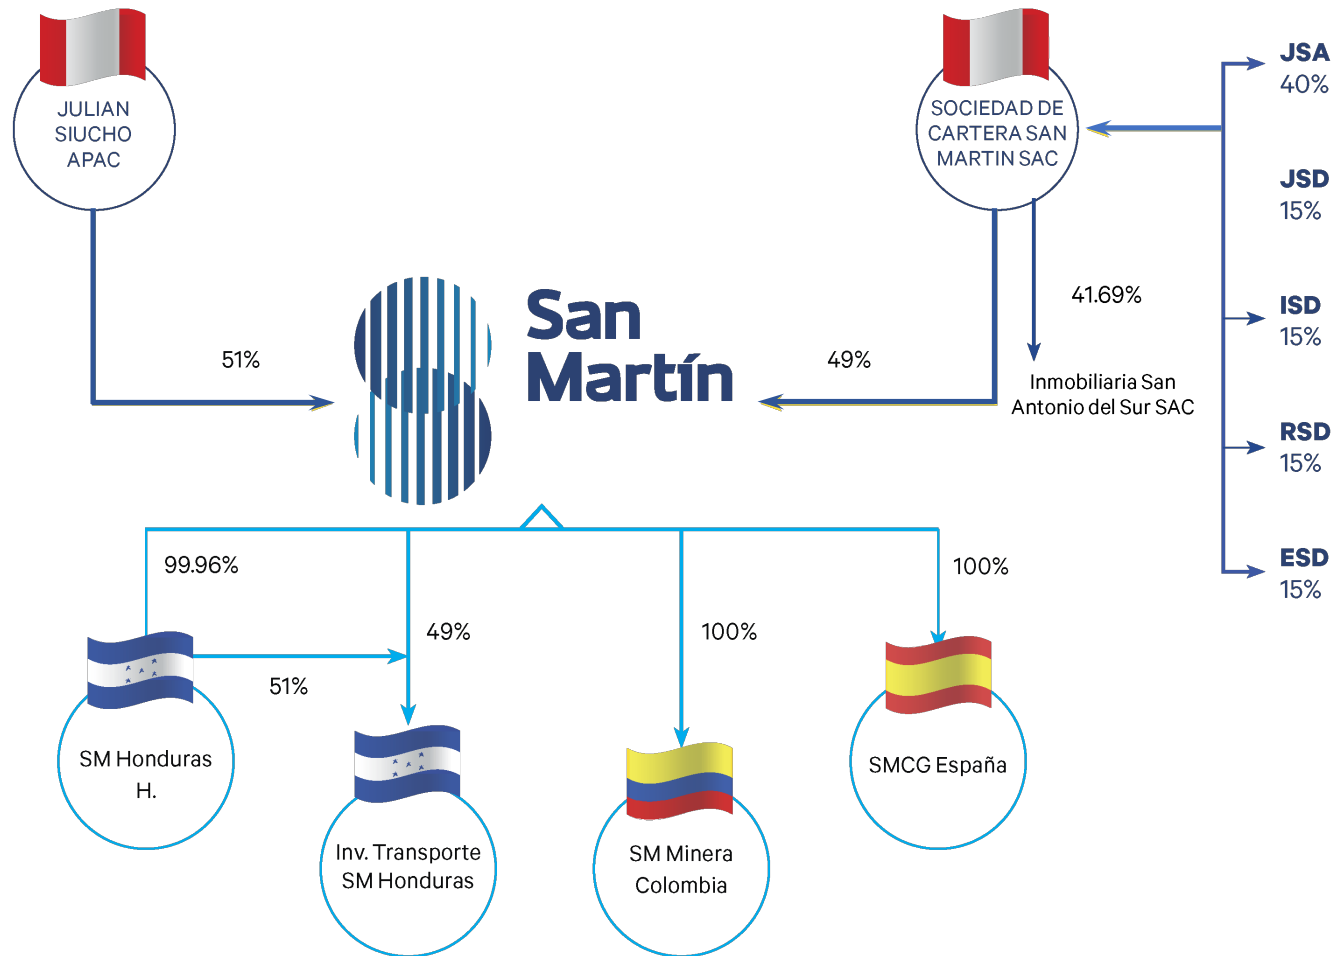 JULIAN
SIUCHO
APAC
SOCIEDAD DE
CARTERA SAN
MARTIN SAC
JSA
40%
JSD
15%
ISD
15%
RSD
15%
ESD
15%
41.69%
Inmobiliaria San
Antonio del Sur SAC
51%
San
Martín
49%
99.96%
49%
51%
100%
100%
SM Honduras
H.
Inv. Transporte
SM Honduras
SM Minera
Colombia
SMCG España